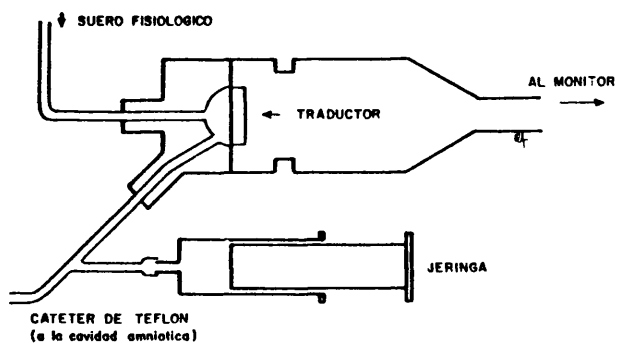 SUERO FISIOLOGICO
AL MONITOR
TRADUCTOR
JERINGA
CATETER DE TEFLON
(a la cavidad amniotica)